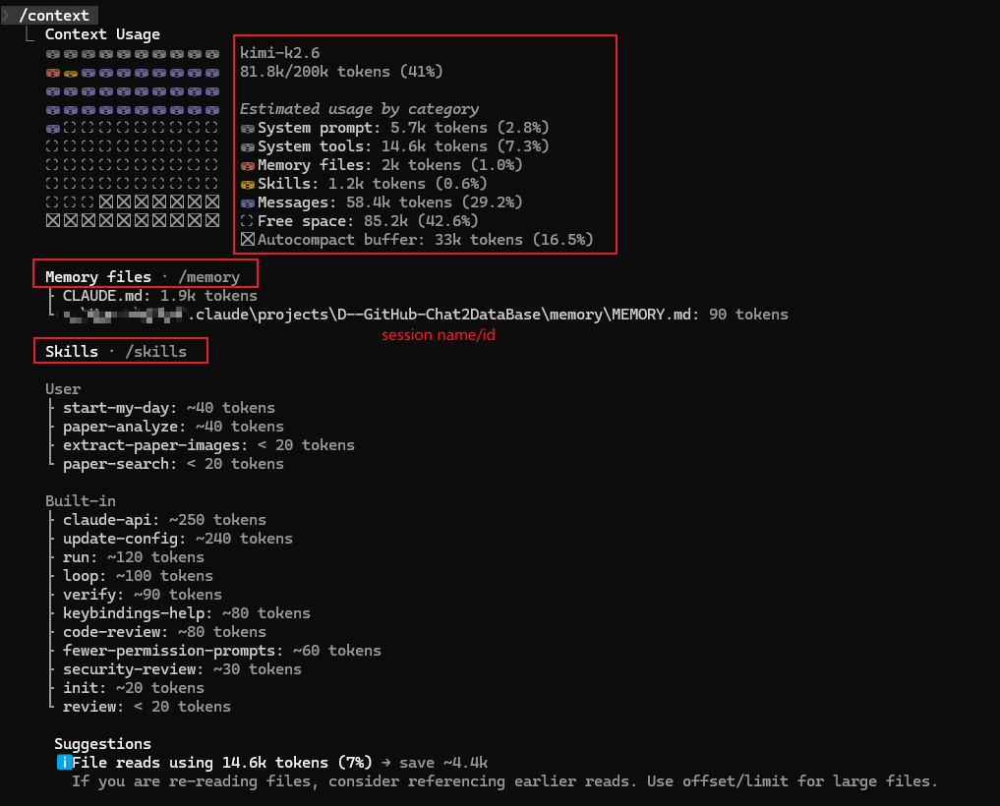 ❯ /context
Context Usage
kimi-k2.6
81.8k/200k tokens (41%)
Estimated usage by category
System prompt: 5.7k tokens (2.8%)
System tools: 14.6k tokens (7.3%)
Memory files: 2k tokens (1.0%)
Skills: 1.2k tokens (0.6%)
Messages: 58.4k tokens (29.2%)
Free space: 85.2k (42.6%)
Autocompact buffer: 33k tokens (16.5%)
Memory files · /memory
CLAUDE.md: 1.9k tokens
.claude\projects\D--GitHub-Chat2DataBase\memory\MEMORY.md: 90 tokens
session name/id
Skills · /skills
User
start-my-day: ~40 tokens
paper-analyze: ~40 tokens
extract-paper-images: < 20 tokens
paper-search: < 20 tokens
Built-in
claude-api: ~250 tokens
update-config: ~240 tokens
run: ~120 tokens
loop: ~100 tokens
verify: ~90 tokens
keybindings-help: ~80 tokens
code-review: ~80 tokens
fewer-permission-prompts: ~60 tokens
security-review: ~30 tokens
init: ~20 tokens
review: < 20 tokens
Suggestions
i File reads using 14.6k tokens (7%) → save ~4.4k
If you are re-reading files, consider referencing earlier reads. Use offset/limit for large files.